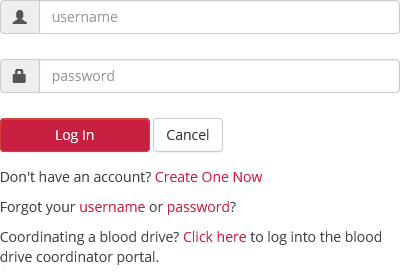 username
password
Log In Cancel
Don't have an account? Create One Now
Forgot your username or password?
Coordinating a blood drive? Click here to log into the blood
drive coordinator portal.